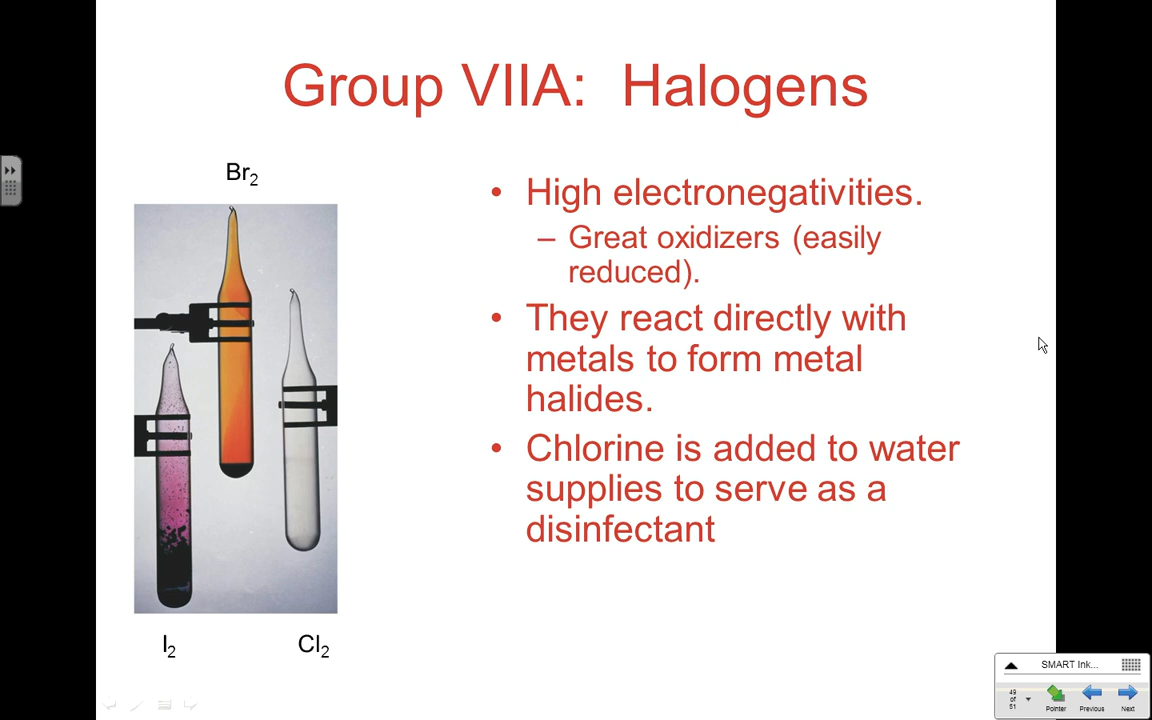 Group VIIA: Halogens
Br₂
• High electronegativities.
– Great oxidizers (easily
reduced).
• They react directly with
metals to form metal
halides.
• Chlorine is added to water
supplies to serve as a
disinfectant
I₂
Cl₂
SMART Ink...
49
of
51
Pointer
Previous
Next